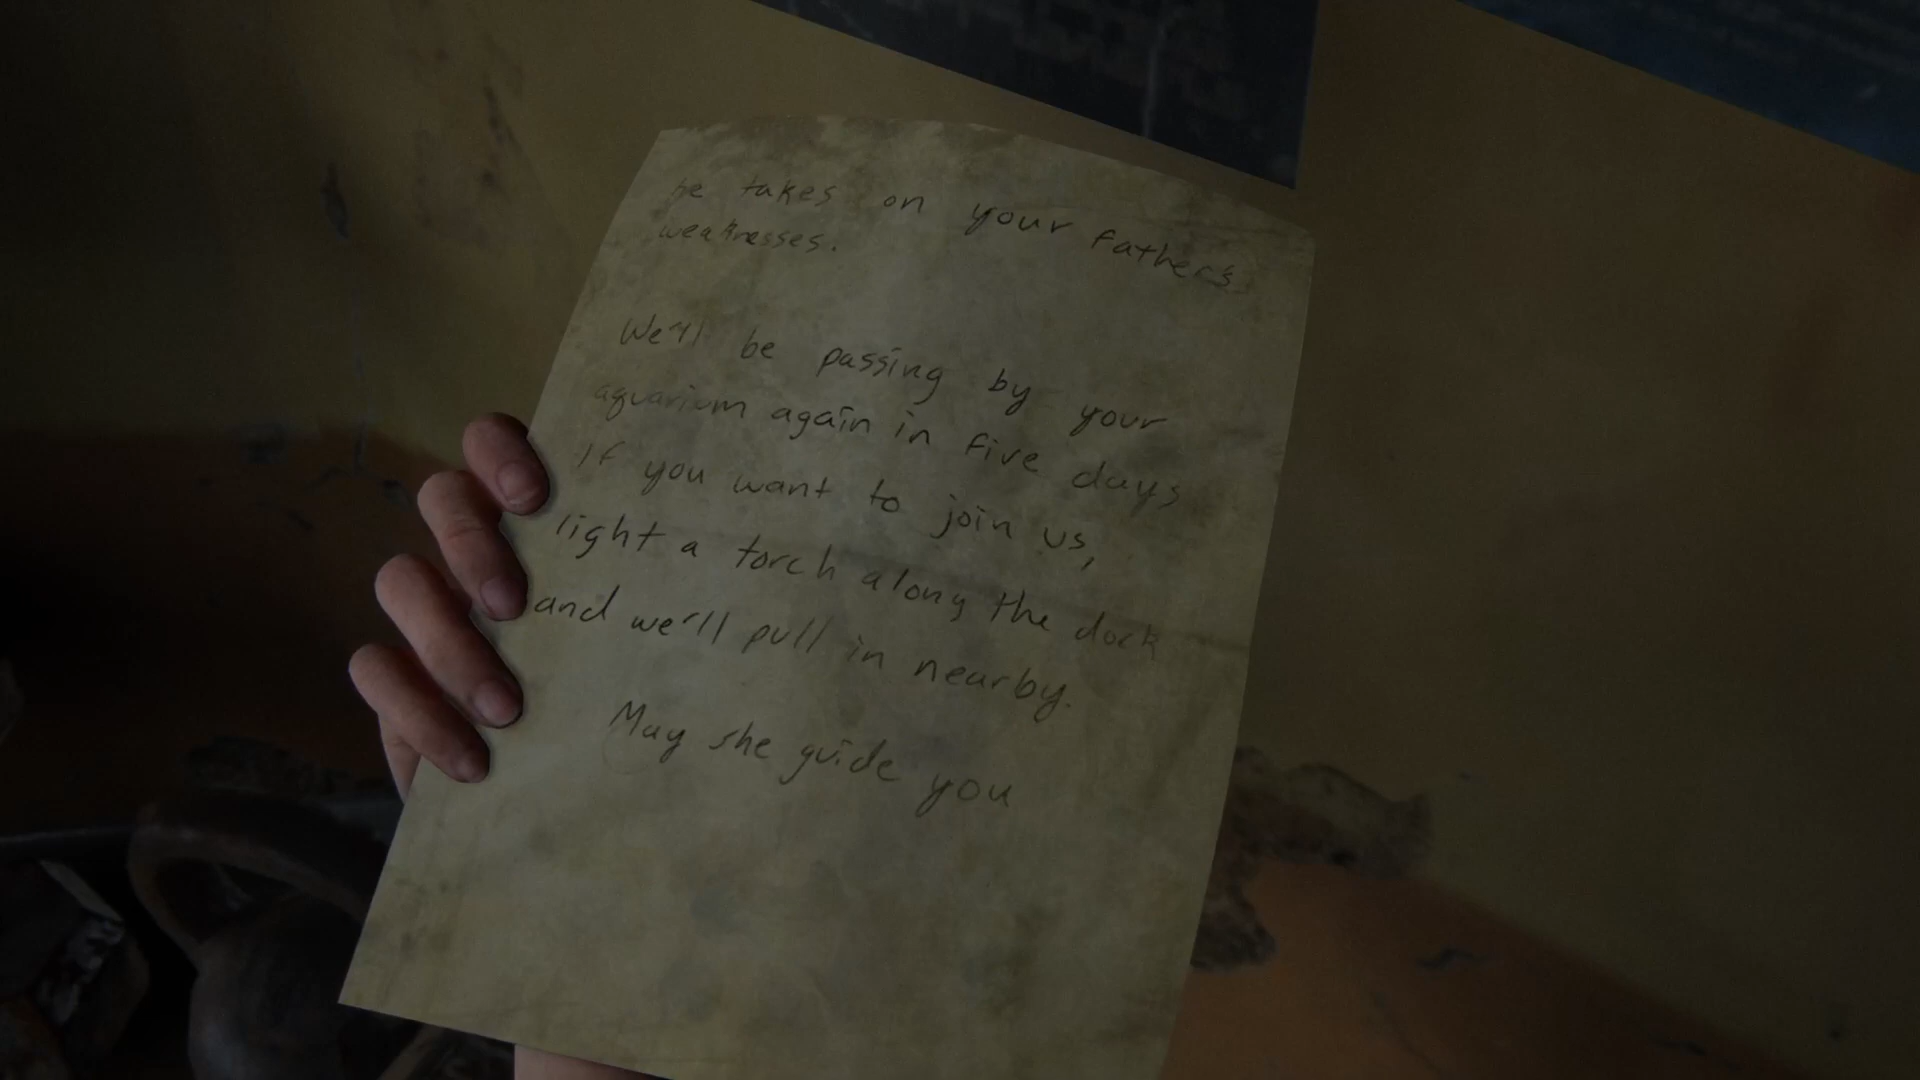 he takes on your fathers
weaknesses.
We'll be passing by your
aquarium again in five days
If you want to join us,
light a torch along the dock
and we'll pull in nearby.
May she guide you